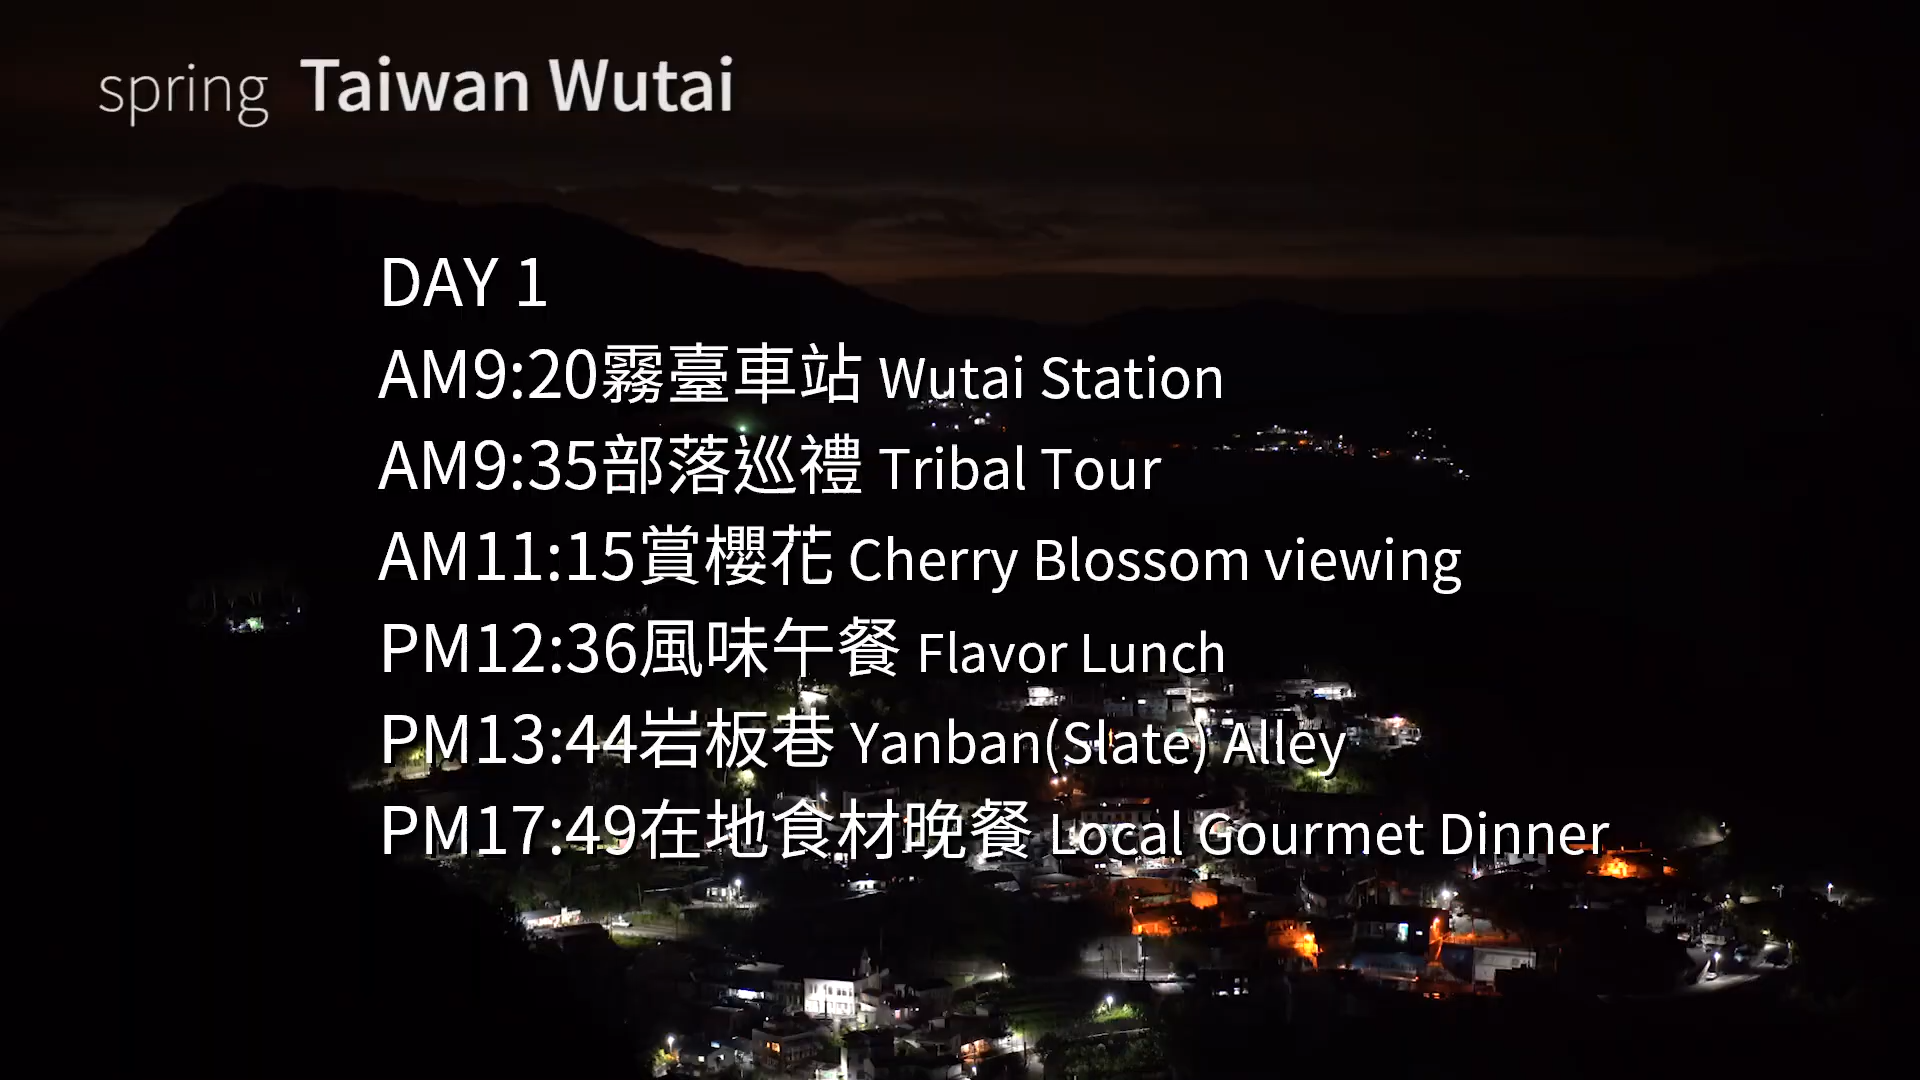 spring Taiwan Wutai
DAY 1
AM9:20霧臺車站 Wutai Station
AM9:35部落巡禮 Tribal Tour
AM11:15賞櫻花 Cherry Blossom viewing
PM12:36風味午餐 Flavor Lunch
PM13:44岩板巷 Yanban(Slate) Alley
PM17:49在地食材晚餐 Local Gourmet Dinner